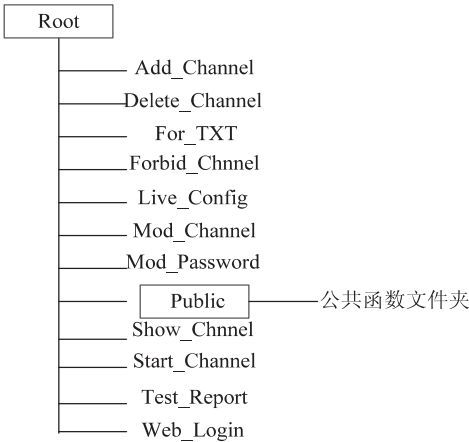 Root
Add_Channel
Delete_Channel
For_TXT
Forbid_Chnnel
Live_Config
Mod_Channel
Mod_Password
Public 公共函数文件夹
Show_Chnnel
Start_Channel
Test_Report
Web_Login